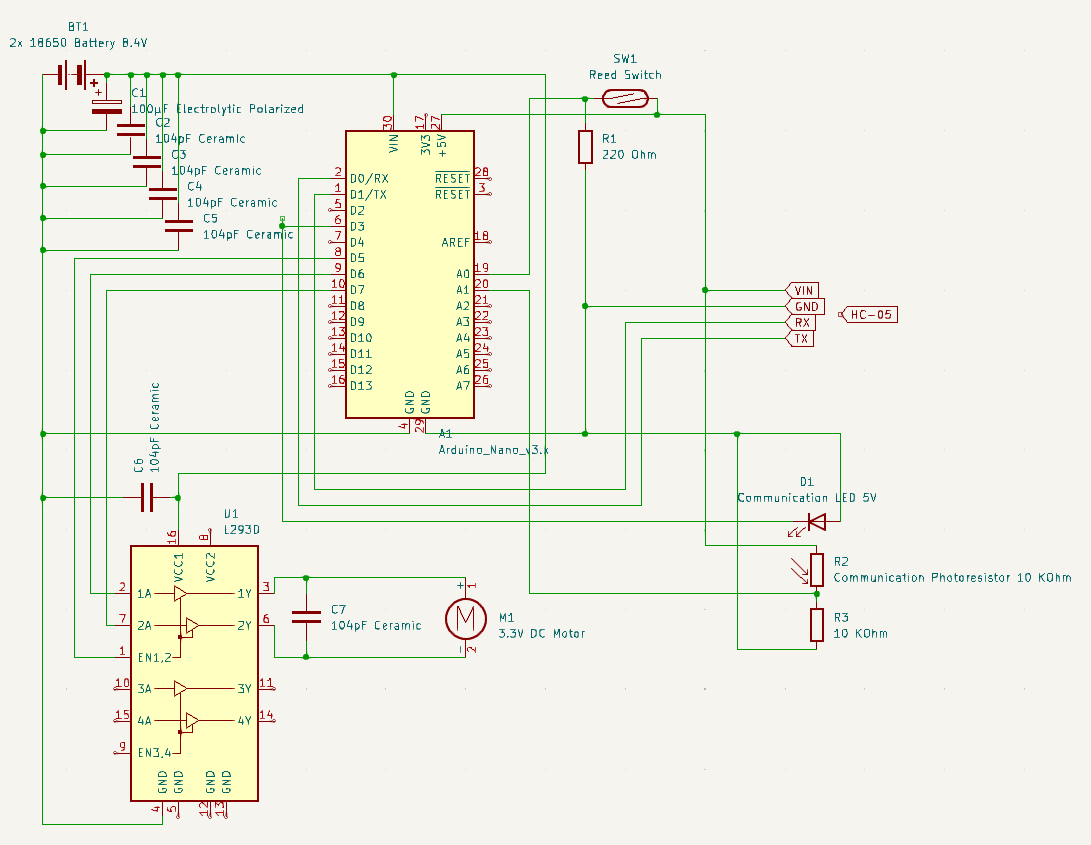 BT1
2x 18650 Battery 8.4V
+
+
C1
100µF Electrolytic Polarized
C2
104pF Ceramic
C3
104pF Ceramic
C4
104pF Ceramic
C5
104pF Ceramic
SW1
Reed Switch
R1
220 Ohm
30
17
27
VIN
3V3
+5V
2 D0/RX
1 D1/TX
5 D2
6 D3
7 D4
8 D5
9 D6
10 D7
11 D8
12 D9
13 D10
14 D11
15 D12
16 D13
RESET 28
RESET 3
AREF 18
A0 19
A1 20
A2 21
A3 22
A4 23
A5 24
A6 25
A7 26
GND
GND
4
29
A1
Arduino_Nano_v3.x
VIN
GND
RX
TX
HC-05
C6
104pF Ceramic
D1
Communication LED 5V
R2
Communication Photoresistor 10 KOhm
R3
10 KOhm
U1
L293D
16
8
VCC1
VCC2
2 1A 1Y 3
7 2A 2Y 6
1 EN1,2
10 3A 3Y 11
15 4A 4Y 14
9 EN3,4
GND
GND
GND
GND
4
5
12
13
C7
104pF Ceramic
+
1
M
-
2
M1
3.3V DC Motor